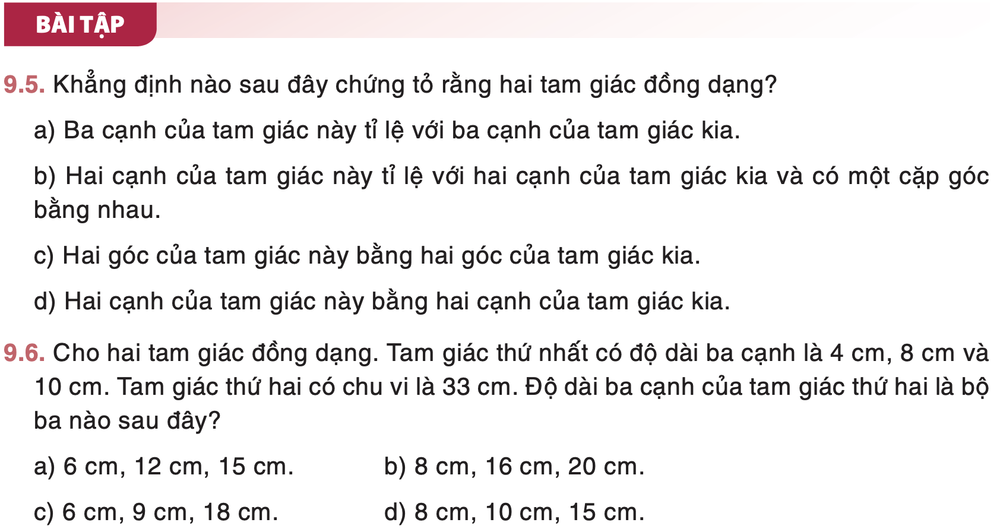 BÀI TẬP
9.5. Khẳng định nào sau đây chứng tỏ rằng hai tam giác đồng dạng?
a) Ba cạnh của tam giác này tỉ lệ với ba cạnh của tam giác kia.
b) Hai cạnh của tam giác này tỉ lệ với hai cạnh của tam giác kia và có một cặp góc
bằng nhau.
c) Hai góc của tam giác này bằng hai góc của tam giác kia.
d) Hai cạnh của tam giác này bằng hai cạnh của tam giác kia.
9.6. Cho hai tam giác đồng dạng. Tam giác thứ nhất có độ dài ba cạnh là 4 cm, 8 cm và
10 cm. Tam giác thứ hai có chu vi là 33 cm. Độ dài ba cạnh của tam giác thứ hai là bộ
ba nào sau đây?
a) 6 cm, 12 cm, 15 cm. b) 8 cm, 16 cm, 20 cm.
c) 6 cm, 9 cm, 18 cm. d) 8 cm, 10 cm, 15 cm.